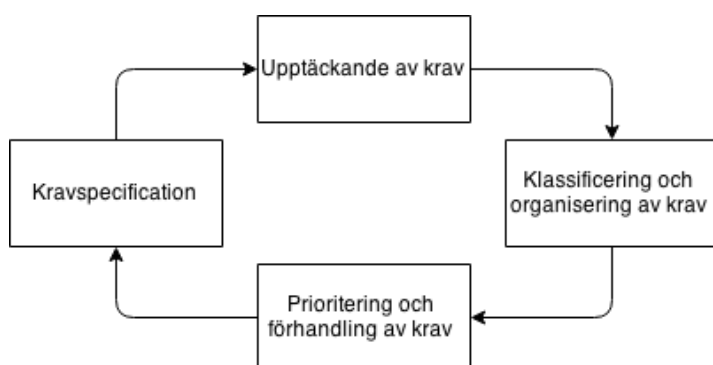 Upptäckande av krav
Klassificering och
organisering av krav
Kravspecification
Prioritering och
förhandling av krav